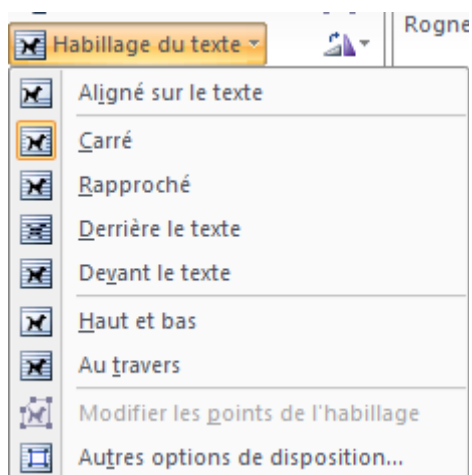 Habillage du texte
Rogne
Aligné sur le texte
Carré
Rapproché
Derrière le texte
Devant le texte
Haut et bas
Au travers
Modifier les points de l'habillage
Autres options de disposition...